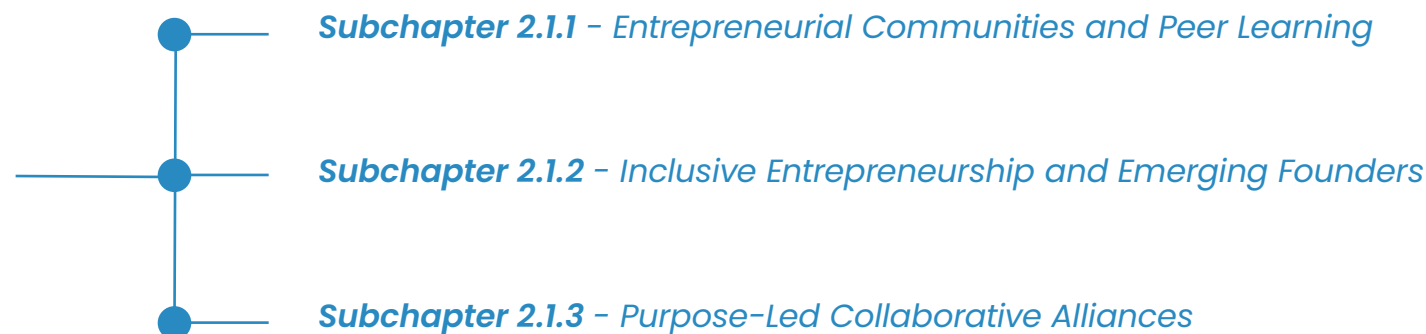 Subchapter 2.1.1 - Entrepreneurial Communities and Peer Learning
Subchapter 2.1.2 - Inclusive Entrepreneurship and Emerging Founders
Subchapter 2.1.3 - Purpose-Led Collaborative Alliances